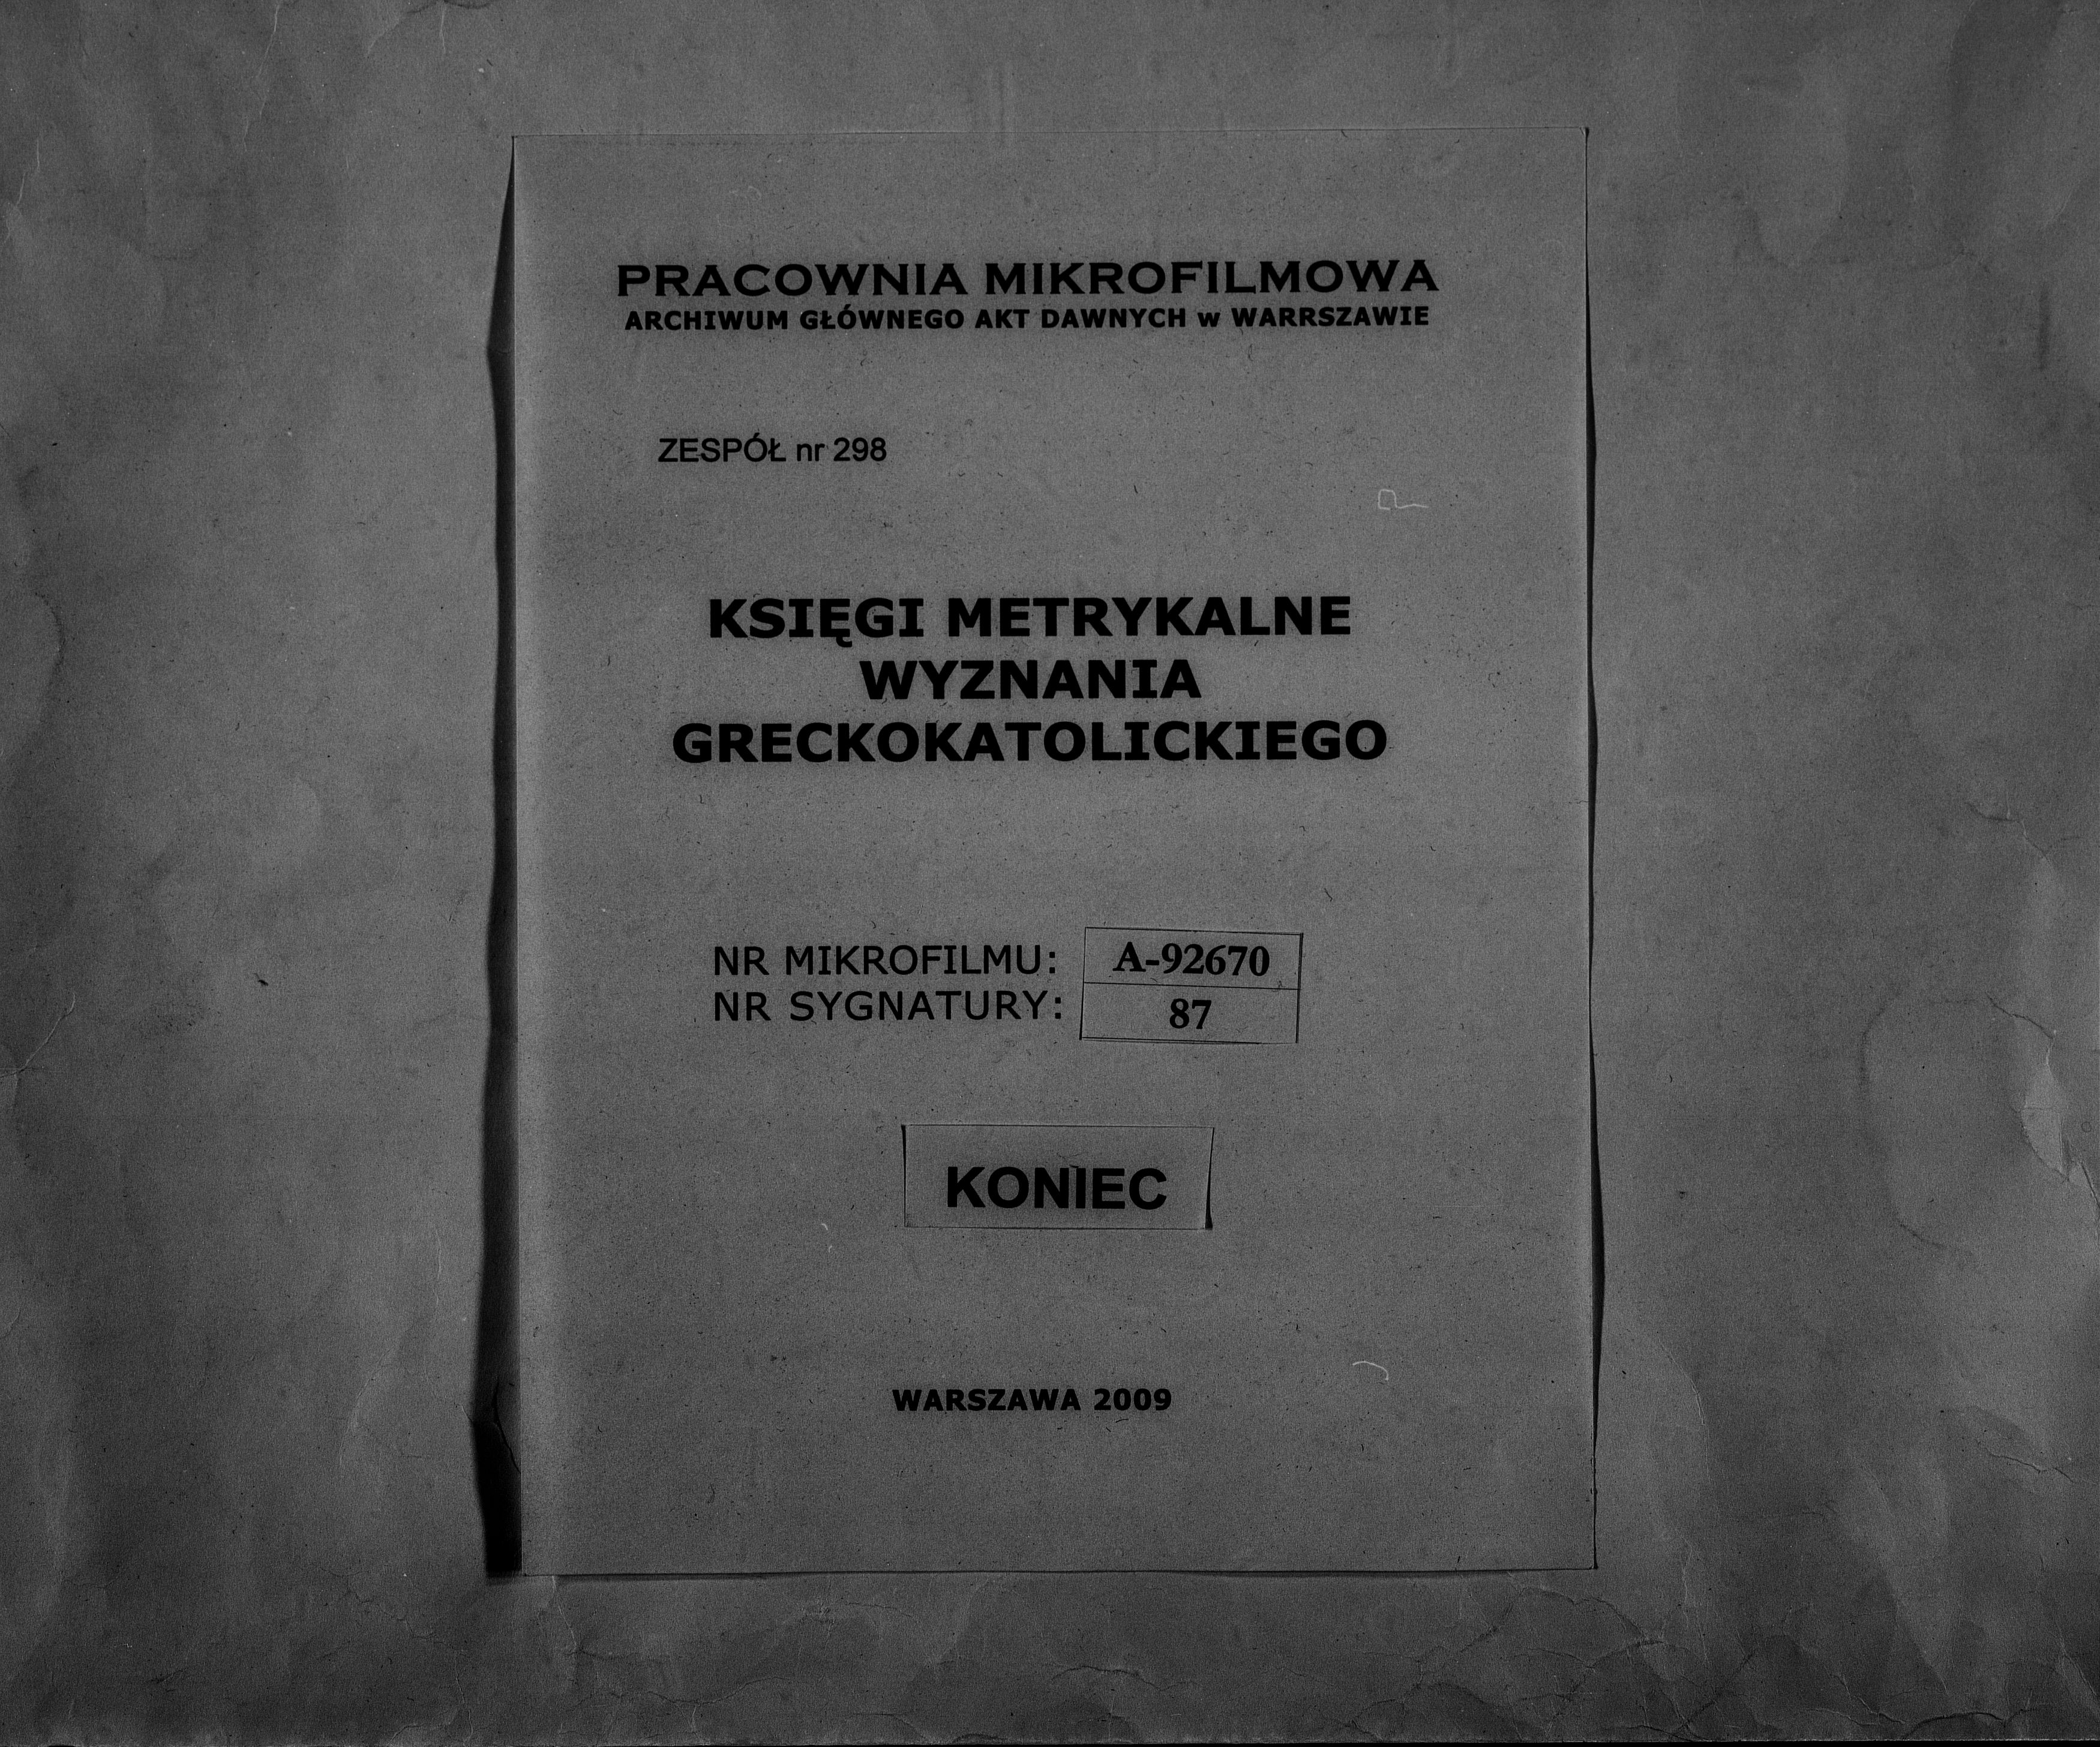 PRACOWNIA MIKROFILMOWA
ARCHIWUM GŁÓWNEGO AKT DAWNYCH w WARRSZAWIE
ZESPÓŁ nr 298
KSIĘGI METRYKALNE
WYZNANIA
GRECKOKATOLICKIEGO
NR MIKROFILMU: A-92670
NR SYGNATURY: 87
KONIEC
WARSZAWA 2009